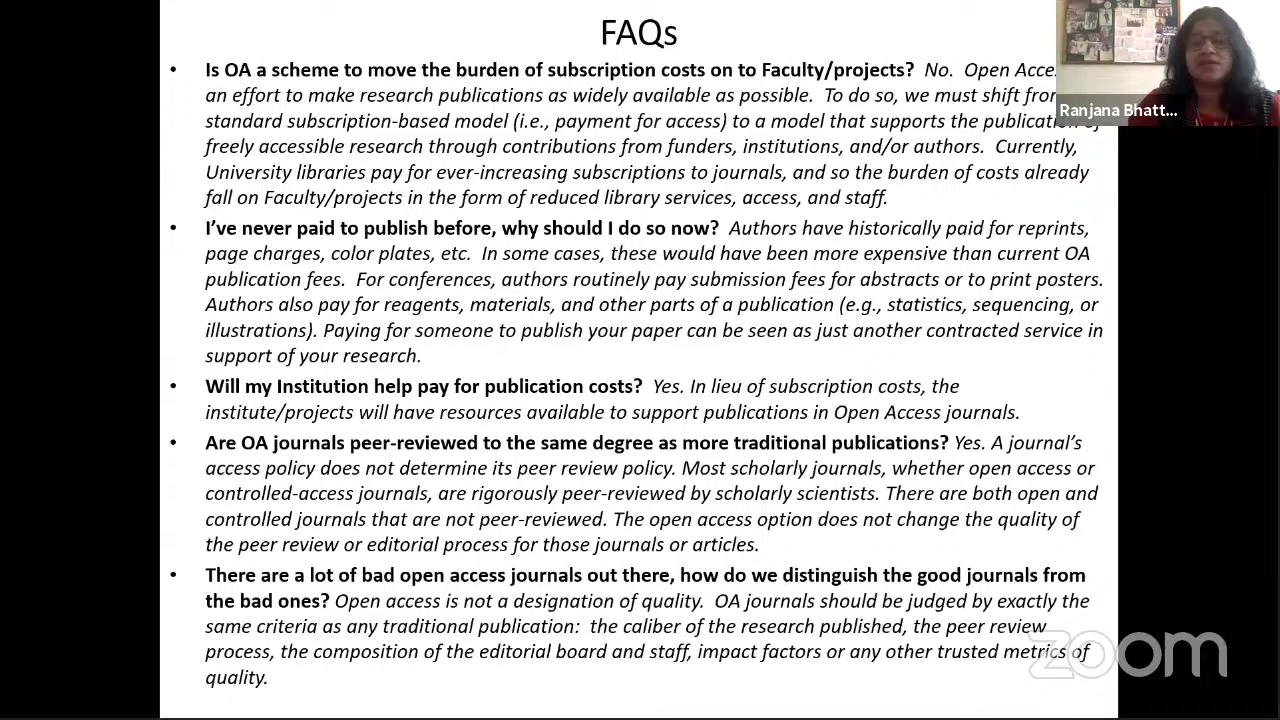 FAQs
• Is OA a scheme to move the burden of subscription costs on to Faculty/projects? No. Open
an effort to make research publications as widely available as possible. To do so, we must shift
standard subscription-based model (i.e., payment for access) to a model that supports the publication of
freely accessible research through contributions from funders, institutions, and/or authors. Currently,
University libraries pay for ever-increasing subscriptions to journals, and so the burden of costs already
fall on Faculty/projects in the form of reduced library services, access, and staff.
• I've never paid to publish before, why should I do so now? Authors have historically paid for reprints,
page charges, color plates, etc. In some cases, these would have been more expensive than current OA
publication fees. For conferences, authors routinely pay submission fees for abstracts or to print posters.
Authors also pay for reagents, materials, and other parts of a publication (e.g., statistics, sequencing, or
illustrations). Paying for someone to publish your paper can be seen as just another contracted service in
support of your research.
• Will my Institution help pay for publication costs? Yes. In lieu of subscription costs, the
institute/projects will have resources available to support publications in Open Access journals.
• Are OA journals peer-reviewed to the same degree as more traditional publications? Yes. A journal's
access policy does not determine its peer review policy. Most scholarly journals, whether open access or
controlled-access journals, are rigorously peer-reviewed by scholarly scientists. There are both open and
controlled journals that are not peer-reviewed. The open access option does not change the quality of
the peer review or editorial process for those journals or articles.
• There are a lot of bad open access journals out there, how do we distinguish the good journals from
the bad ones? Open access is not a designation of quality. OA journals should be judged by exactly the
same criteria as any traditional publication: the caliber of the research published, the peer review
process, the composition of the editorial board and staff, impact factors or any other trusted metrics of
quality.
Ranjana Bhatt...
zoom